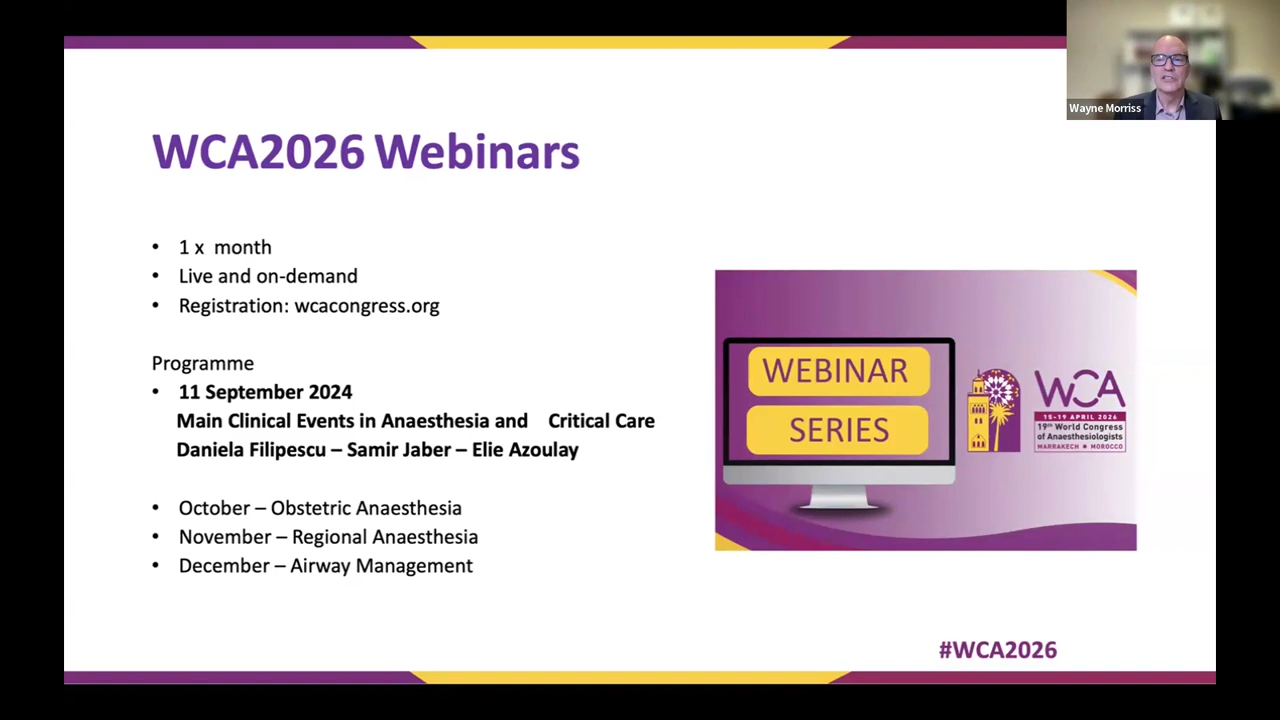 Wayne Morriss
WCA2026 Webinars
• 1 x month
• Live and on-demand
• Registration: wcacongress.org
Programme
• 11 September 2024
Main Clinical Events in Anaesthesia and Critical Care
Daniela Filipescu – Samir Jaber – Elie Azoulay
• October – Obstetric Anaesthesia
• November – Regional Anaesthesia
• December – Airway Management
WEBINAR
SERIES
WCA
15-19 APRIL 2026
19th World Congress
of Anaesthesiologists
MARRAKECH MOROCCO
#WCA2026